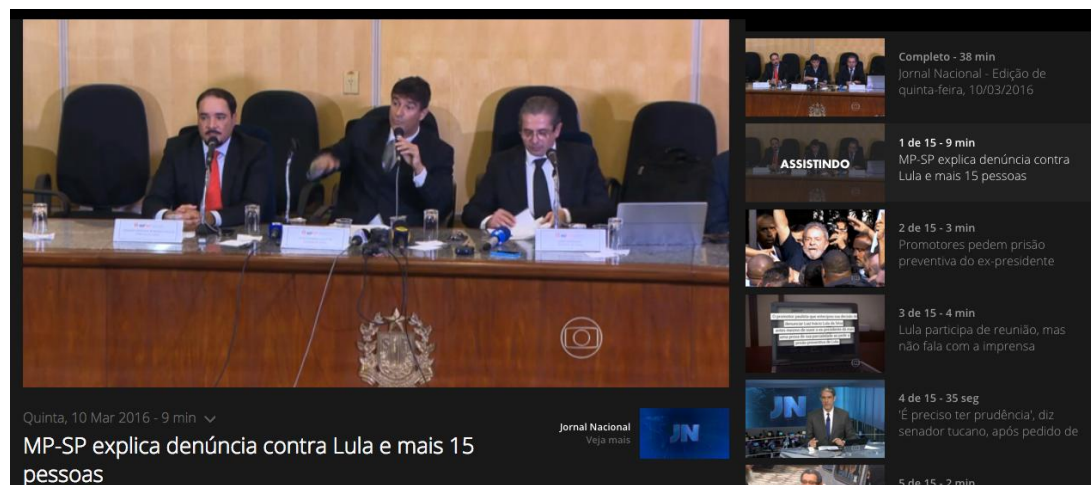 Quinta, 10 Mar 2016 - 9 min
MP-SP explica denúncia contra Lula e mais 15
pessoas
Jornal Nacional
Veja mais
JN
Completo - 38 min
Jornal Nacional - Edição de
quinta-feira, 10/03/2016
ASSISTINDO
1 de 15 - 9 min
MP-SP explica denúncia contra
Lula e mais 15 pessoas
2 de 15 - 3 min
Promotores pedem prisão
preventiva do ex-presidente
3 de 15 - 4 min
Lula participa de reunião, mas
não fala com a imprensa
JN
4 de 15 - 35 seg
'É preciso ter prudência', diz
senador tucano, após pedido de
5 de 15 - 2 min